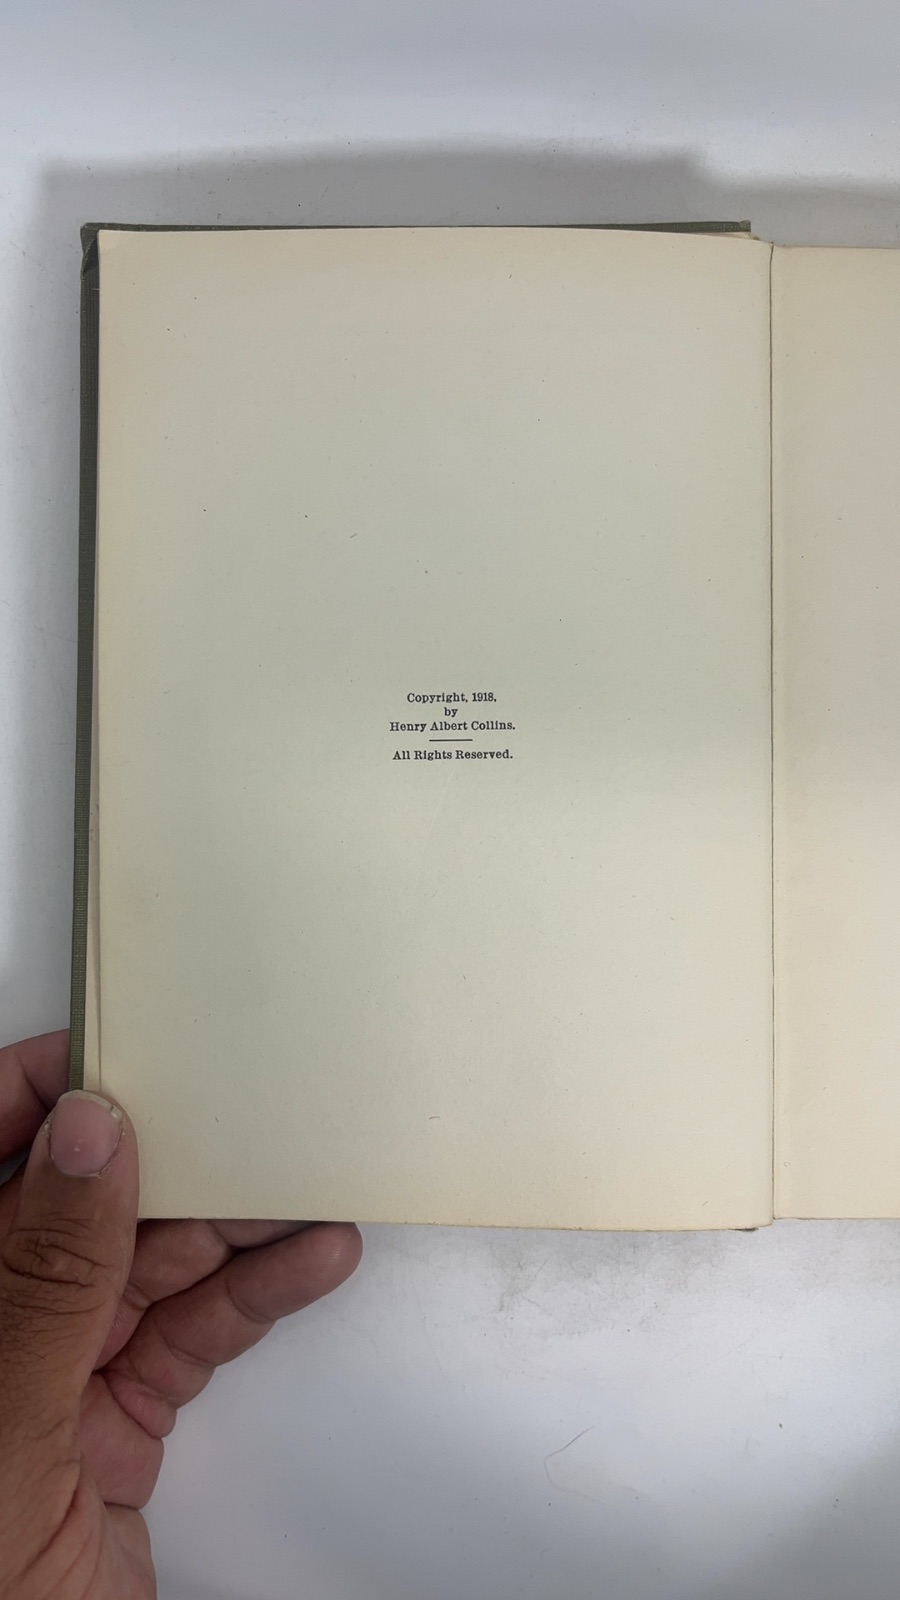 Copyright, 1918,
by
Henry Albert Collins.
All Rights Reserved.